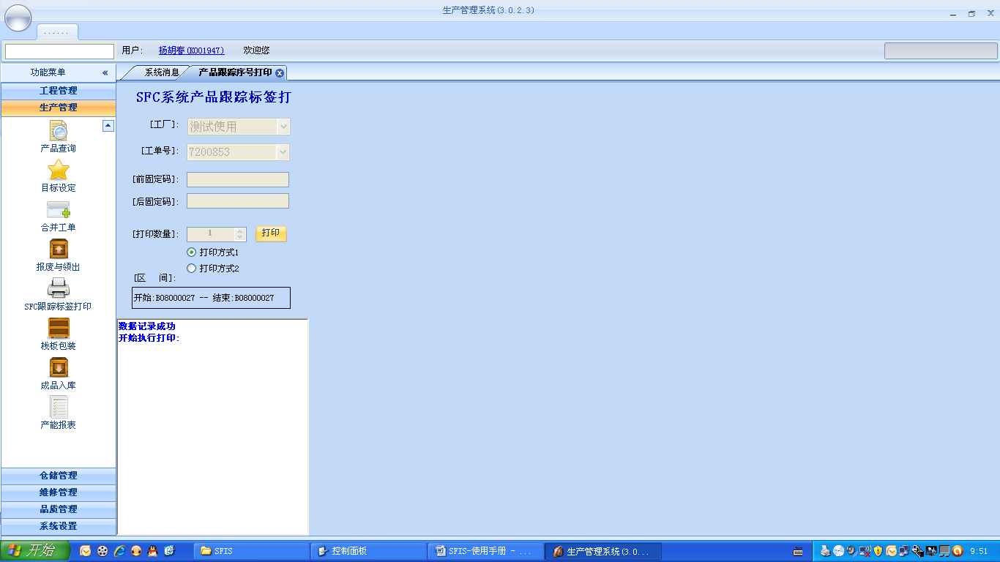 生产管理系统(3.0.2.3)
......
用户: 杨胡春(K001947) 欢迎您
功能菜单 «
系统消息 产品跟踪序号打印
工程管理
生产管理
产品查询
目标设定
合并工单
报废与领出
SFC跟踪标签打印
栈板包装
成品入库
产能报表
仓储管理
维修管理
品质管理
系统设置
SFC系统产品跟踪标签打
[工厂]: 测试使用
[工单号]: 7200853
[前固定码]:
[后固定码]:
[打印数量]: 1 打印
打印方式1
打印方式2
[区 间]:
开始:B08000027 -- 结束:B08000027
数据记录成功
开始执行打印:
开始 SFIS 控制面板 SFIS-使用手册 - ... 生产管理系统(3.0... 9:51